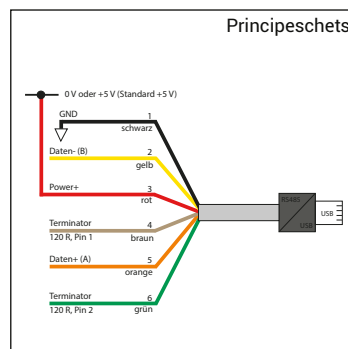 Principeschets
0 V oder +5 V (Standard +5 V)
GND
1
schwarz
Daten- (B)
2
gelb
Power+
3
rot
Terminator
120 R, Pin 1
4
braun
Daten+ (A)
5
orange
Terminator
120 R, Pin 2
6
grün
RS485
USB
USB